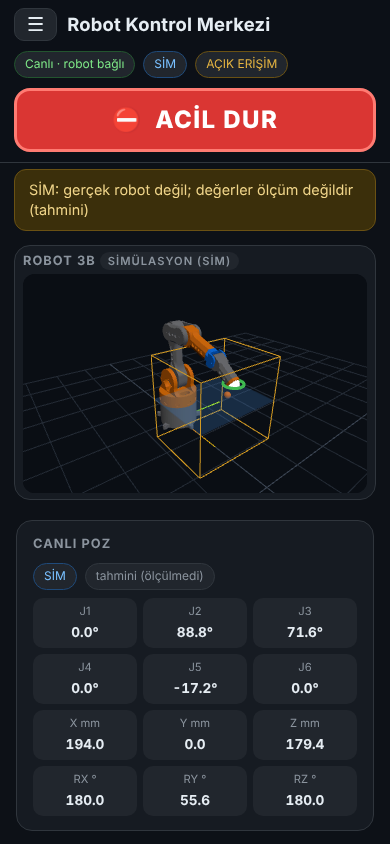 ☰ Robot Kontrol Merkezi
Canlı · robot bağlı SİM AÇIK ERİŞİM
⛔ ACİL DUR
SİM: gerçek robot değil; değerler ölçüm değildir
(tahmini)
ROBOT 3B SİMÜLASYON (SİM)
CANLI POZ
SİM tahmini (ölçülmedi)
J1 J2 J3
0.0° 88.8° 71.6°
J4 J5 J6
0.0° -17.2° 0.0°
X mm Y mm Z mm
194.0 0.0 179.4
RX ° RY ° RZ °
180.0 55.6 180.0